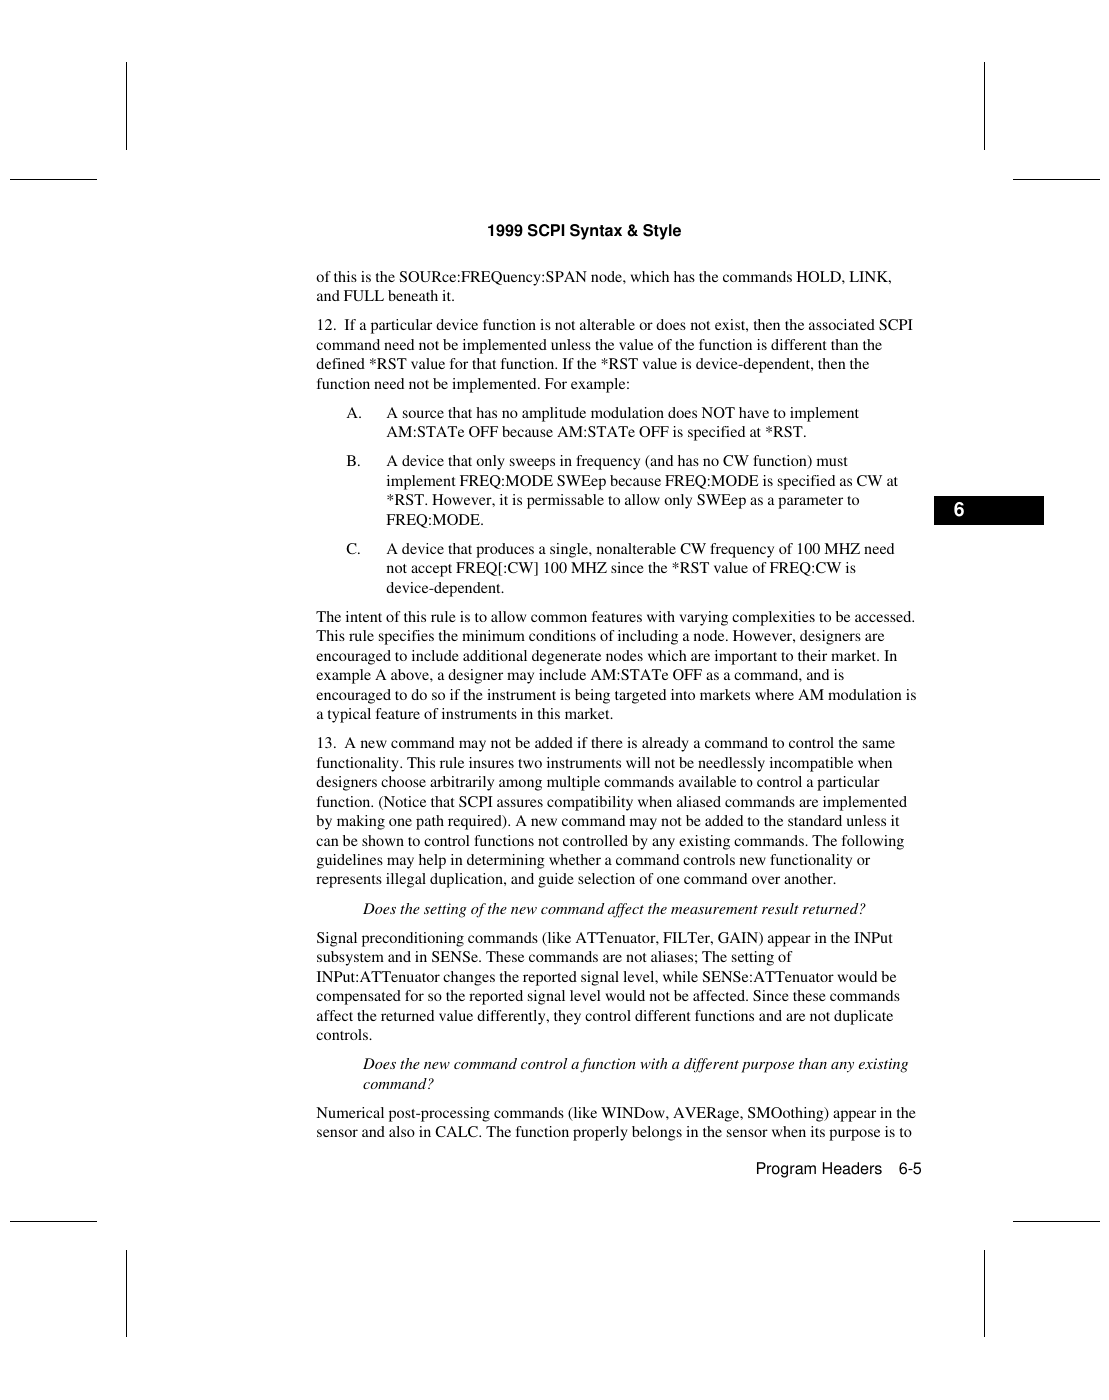 1999 SCPI Syntax & Style
of this is the SOURce:FREQuency:SPAN node, which has the commands HOLD, LINK,
and FULL beneath it.
12. If a particular device function is not alterable or does not exist, then the associated SCPI
command need not be implemented unless the value of the function is different than the
defined *RST value for that function. If the *RST value is device-dependent, then the
function need not be implemented. For example:
A. A source that has no amplitude modulation does NOT have to implement
AM:STATe OFF because AM:STATe OFF is specified at *RST.
B. A device that only sweeps in frequency (and has no CW function) must
implement FREQ:MODE SWEep because FREQ:MODE is specified as CW at
*RST. However, it is permissable to allow only SWEep as a parameter to
FREQ:MODE.
6
C. A device that produces a single, nonalterable CW frequency of 100 MHZ need
not accept FREQ[:CW] 100 MHZ since the *RST value of FREQ:CW is
device-dependent.
The intent of this rule is to allow common features with varying complexities to be accessed.
This rule specifies the minimum conditions of including a node. However, designers are
encouraged to include additional degenerate nodes which are important to their market. In
example A above, a designer may include AM:STATe OFF as a command, and is
encouraged to do so if the instrument is being targeted into markets where AM modulation is
a typical feature of instruments in this market.
13. A new command may not be added if there is already a command to control the same
functionality. This rule insures two instruments will not be needlessly incompatible when
designers choose arbitrarily among multiple commands available to control a particular
function. (Notice that SCPI assures compatibility when aliased commands are implemented
by making one path required). A new command may not be added to the standard unless it
can be shown to control functions not controlled by any existing commands. The following
guidelines may help in determining whether a command controls new functionality or
represents illegal duplication, and guide selection of one command over another.
Does the setting of the new command affect the measurement result returned?
Signal preconditioning commands (like ATTenuator, FILTer, GAIN) appear in the INPut
subsystem and in SENSe. These commands are not aliases; The setting of
INPut:ATTenuator changes the reported signal level, while SENSe:ATTenuator would be
compensated for so the reported signal level would not be affected. Since these commands
affect the returned value differently, they control different functions and are not duplicate
controls.
Does the new command control a function with a different purpose than any existing
command?
Numerical post-processing commands (like WINDow, AVERage, SMOothing) appear in the
sensor and also in CALC. The function properly belongs in the sensor when its purpose is to
Program Headers 6-5